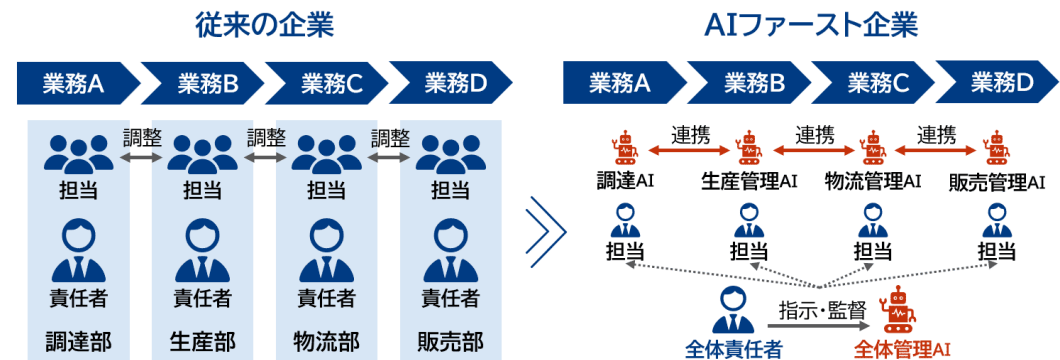 従来の企業
業務A 業務B 業務C 業務D
調整 調整 調整
担当 担当 担当 担当
責任者 責任者 責任者 責任者
調達部 生産部 物流部 販売部
AIファースト企業
業務A 業務B 業務C 業務D
連携 連携 連携
調達AI 生産管理AI 物流管理AI 販売管理AI
担当 担当 担当 担当
指示・監督
全体責任者 全体管理AI